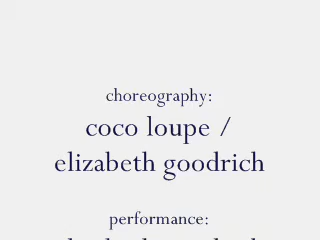 choreography:
coco loupe /
elizabeth goodrich
performance: